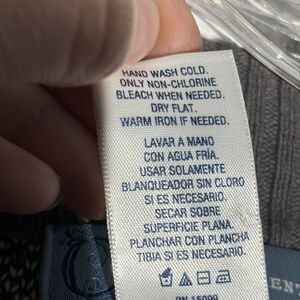 HAND WASH COLD.
ONLY NON-CHLORINE
BLEACH WHEN NEEDED.
DRY FLAT.
WARM IRON IF NEEDED.
LAVAR A MANO
CON AGUA FRÍA.
USAR SOLAMENTE
BLANQUEADOR SIN CLORO
SI ES NECESARIO.
SECAR SOBRE
SUPERFICIE PLANA.
PLANCHAR CON PLANCHA
TIBIA SI ES NECESARIO.